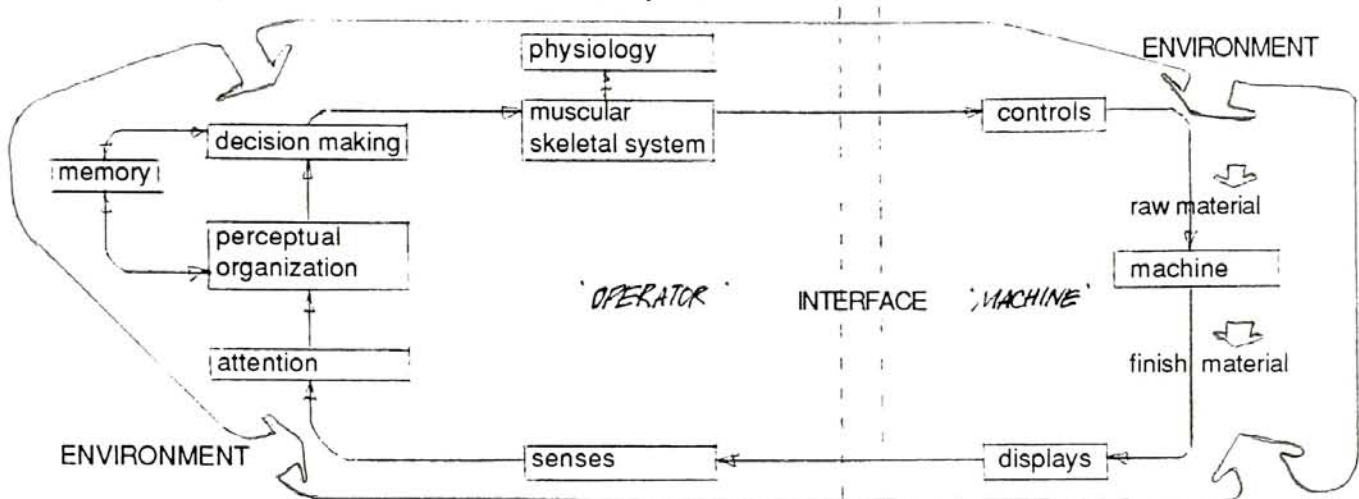 physiology
ENVIRONMENT
muscular
skeletal system
controls
decision making
memory
raw material
perceptual
organization
machine
'OPERATOR'
INTERFACE
'MACHINE'
attention
finish material
ENVIRONMENT
senses
displays